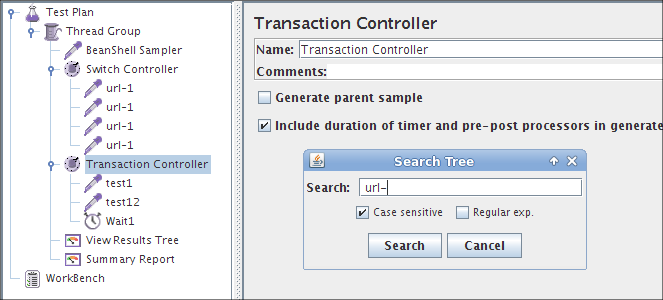 Test Plan
Thread Group
BeanShell Sampler
Switch Controller
url-1
url-1
url-1
url-1
Transaction Controller
test1
test12
Wait1
View Results Tree
Summary Report
WorkBench
Transaction Controller
Name: Transaction Controller
Comments:
Generate parent sample
Include duration of timer and pre-post processors in generate
Search Tree
Search: url-
Case sensitive Regular exp.
Search Cancel